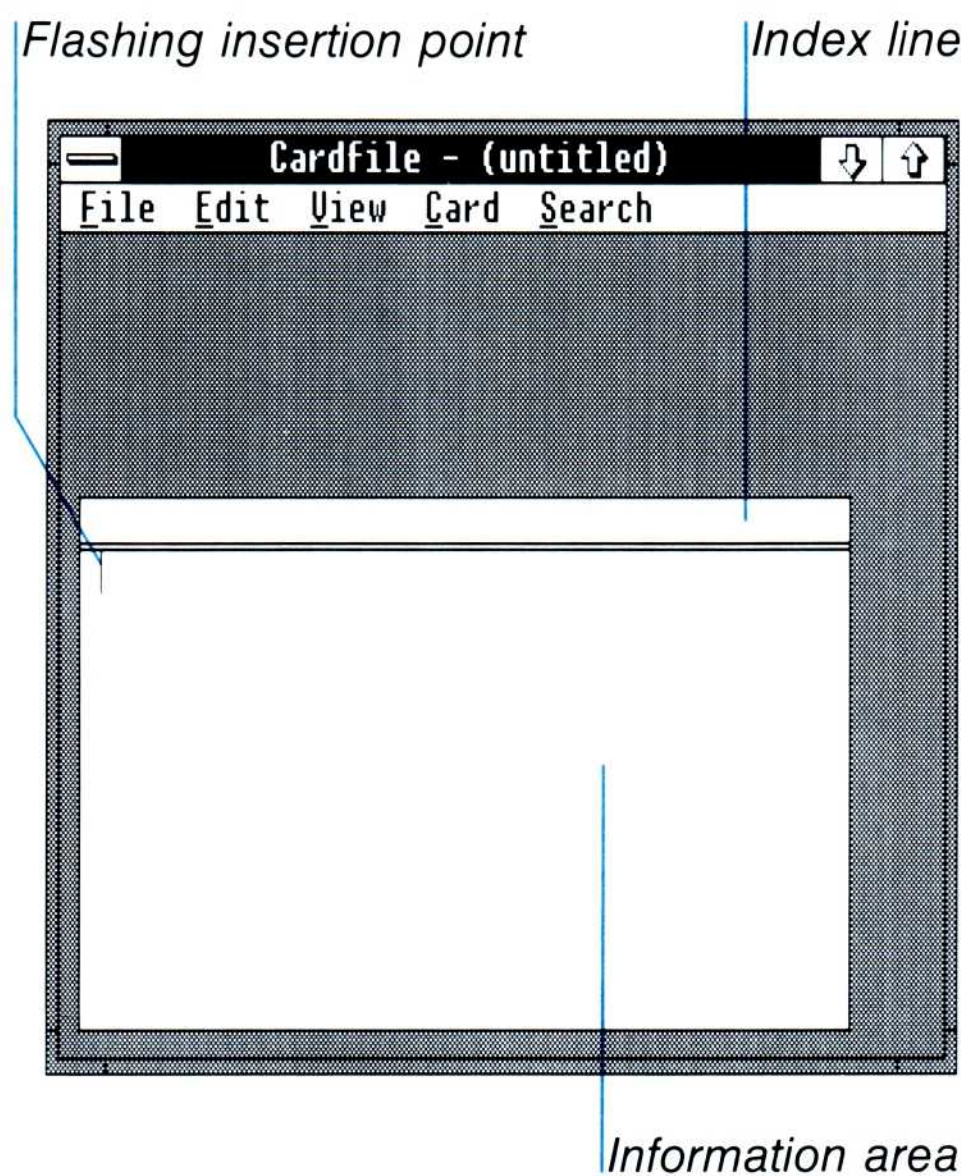 Flashing insertion point
Index line
Cardfile - (untitled)
File Edit View Card Search
Information area